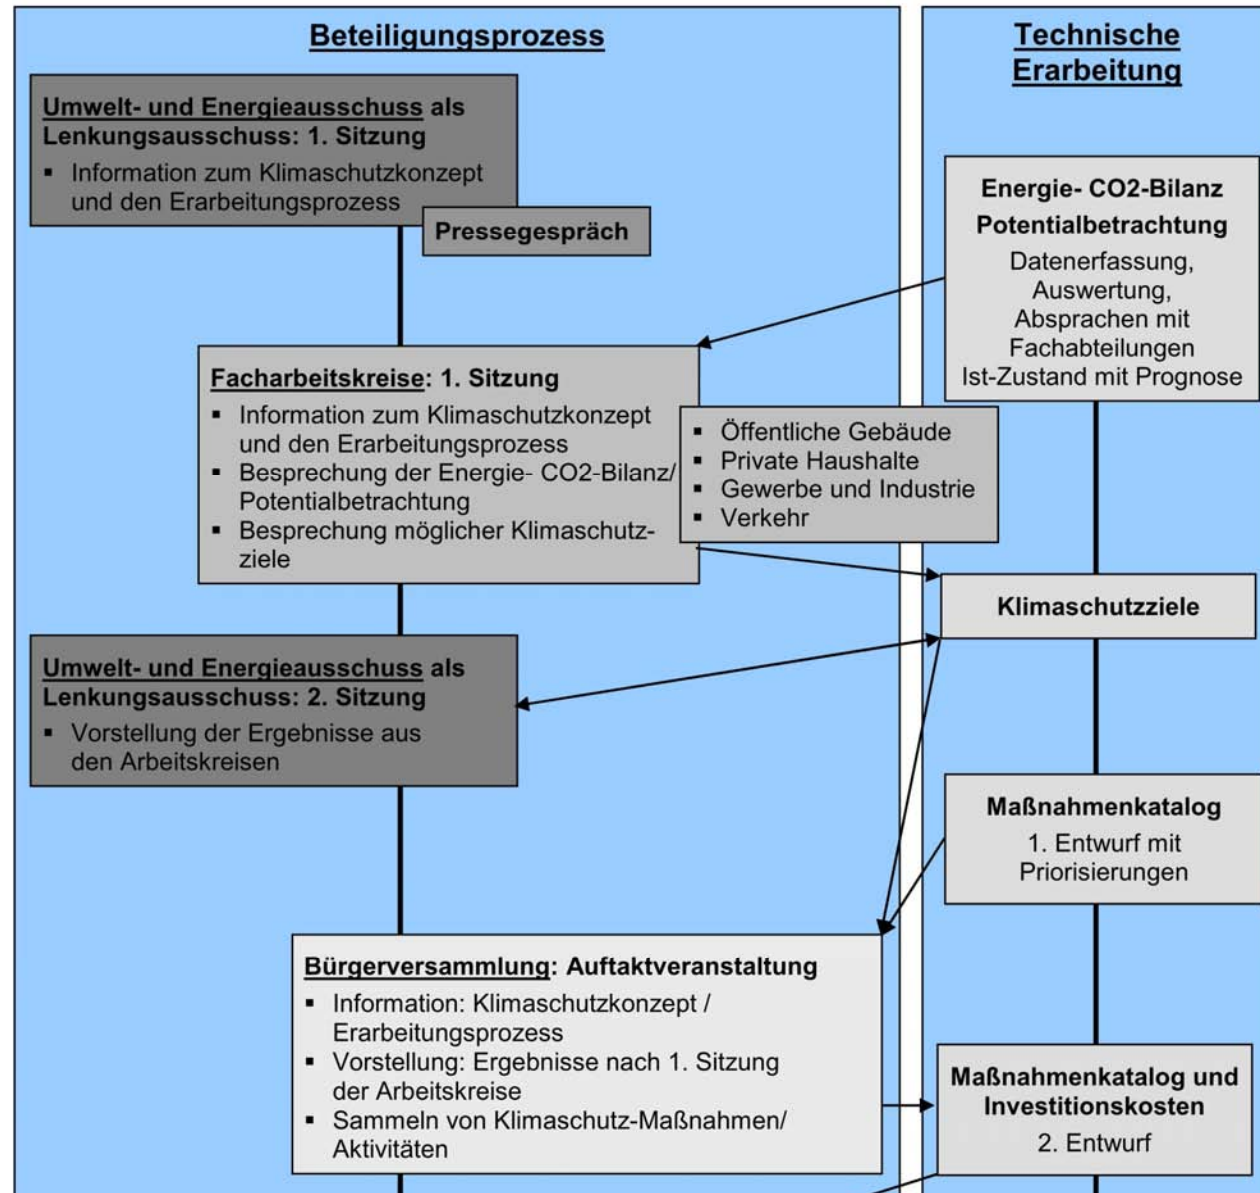 Beteiligungsprozess
Umwelt- und Energieausschuss als
Lenkungsausschuss: 1. Sitzung
▪ Information zum Klimaschutzkonzept
und den Erarbeitungsprozess
Pressegespräch
Facharbeitskreise: 1. Sitzung
▪ Information zum Klimaschutzkonzept
und den Erarbeitungsprozess
▪ Besprechung der Energie- CO2-Bilanz/
Potentialbetrachtung
▪ Besprechung möglicher Klimaschutz-
ziele
▪ Öffentliche Gebäude
▪ Private Haushalte
▪ Gewerbe und Industrie
▪ Verkehr
Umwelt- und Energieausschuss als
Lenkungsausschuss: 2. Sitzung
▪ Vorstellung der Ergebnisse aus
den Arbeitskreisen
Bürgerversammlung: Auftaktveranstaltung
▪ Information: Klimaschutzkonzept /
Erarbeitungsprozess
▪ Vorstellung: Ergebnisse nach 1. Sitzung
der Arbeitskreise
▪ Sammeln von Klimaschutz-Maßnahmen/
Aktivitäten
Technische
Erarbeitung
Energie- CO2-Bilanz
Potentialbetrachtung
Datenerfassung,
Auswertung,
Absprachen mit
Fachabteilungen
Ist-Zustand mit Prognose
Klimaschutzziele
Maßnahmenkatalog
1. Entwurf mit
Priorisierungen
Maßnahmenkatalog und
Investitionskosten
2. Entwurf